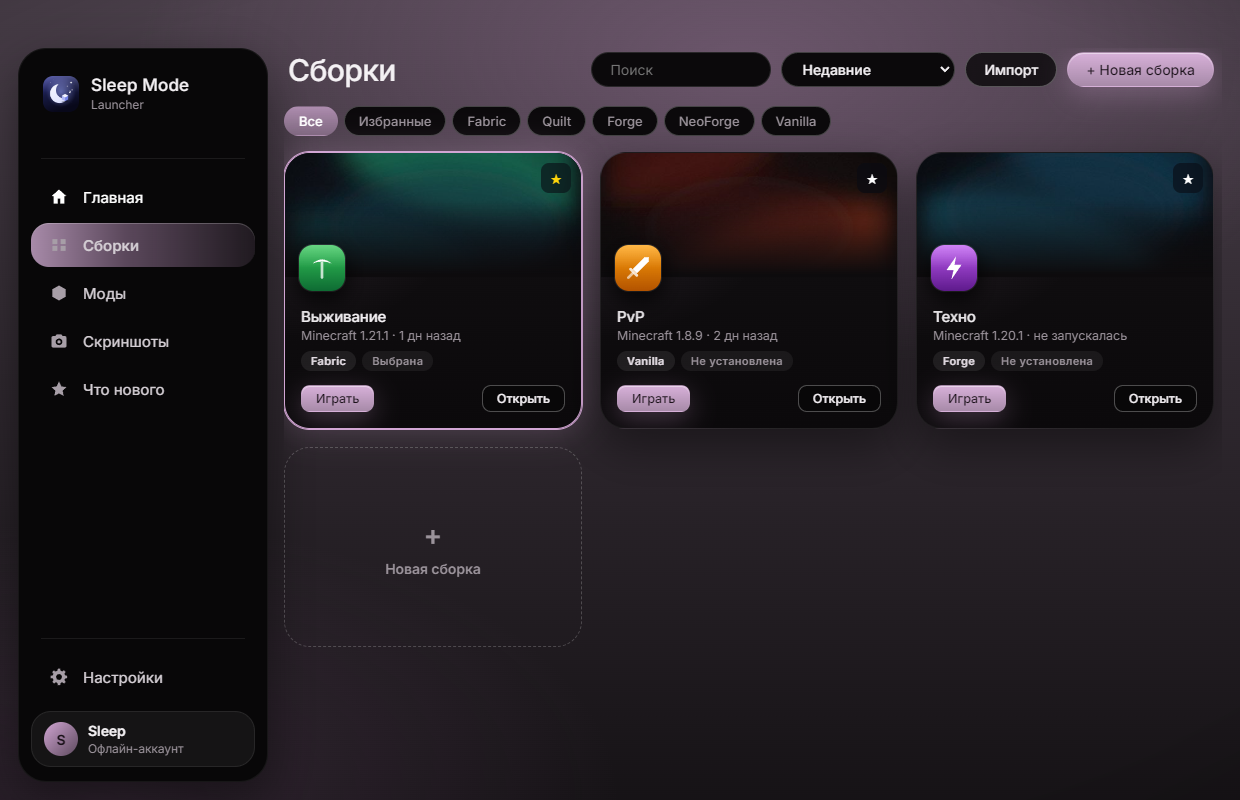 Sleep Mode
Launcher
Главная
Сборки
Моды
Скриншоты
Что нового
Настройки
S
Sleep
Офлайн-аккаунт
Сборки
Поиск
Недавние
Импорт
+ Новая сборка
Все
Избранные
Fabric
Quilt
Forge
NeoForge
Vanilla
Выживание
Minecraft 1.21.1 · 1 дн назад
Fabric
Выбрана
Играть
Открыть
PvP
Minecraft 1.8.9 · 2 дн назад
Vanilla
Не установлена
Играть
Открыть
Техно
Minecraft 1.20.1 · не запускалась
Forge
Не установлена
Играть
Открыть
+
Новая сборка